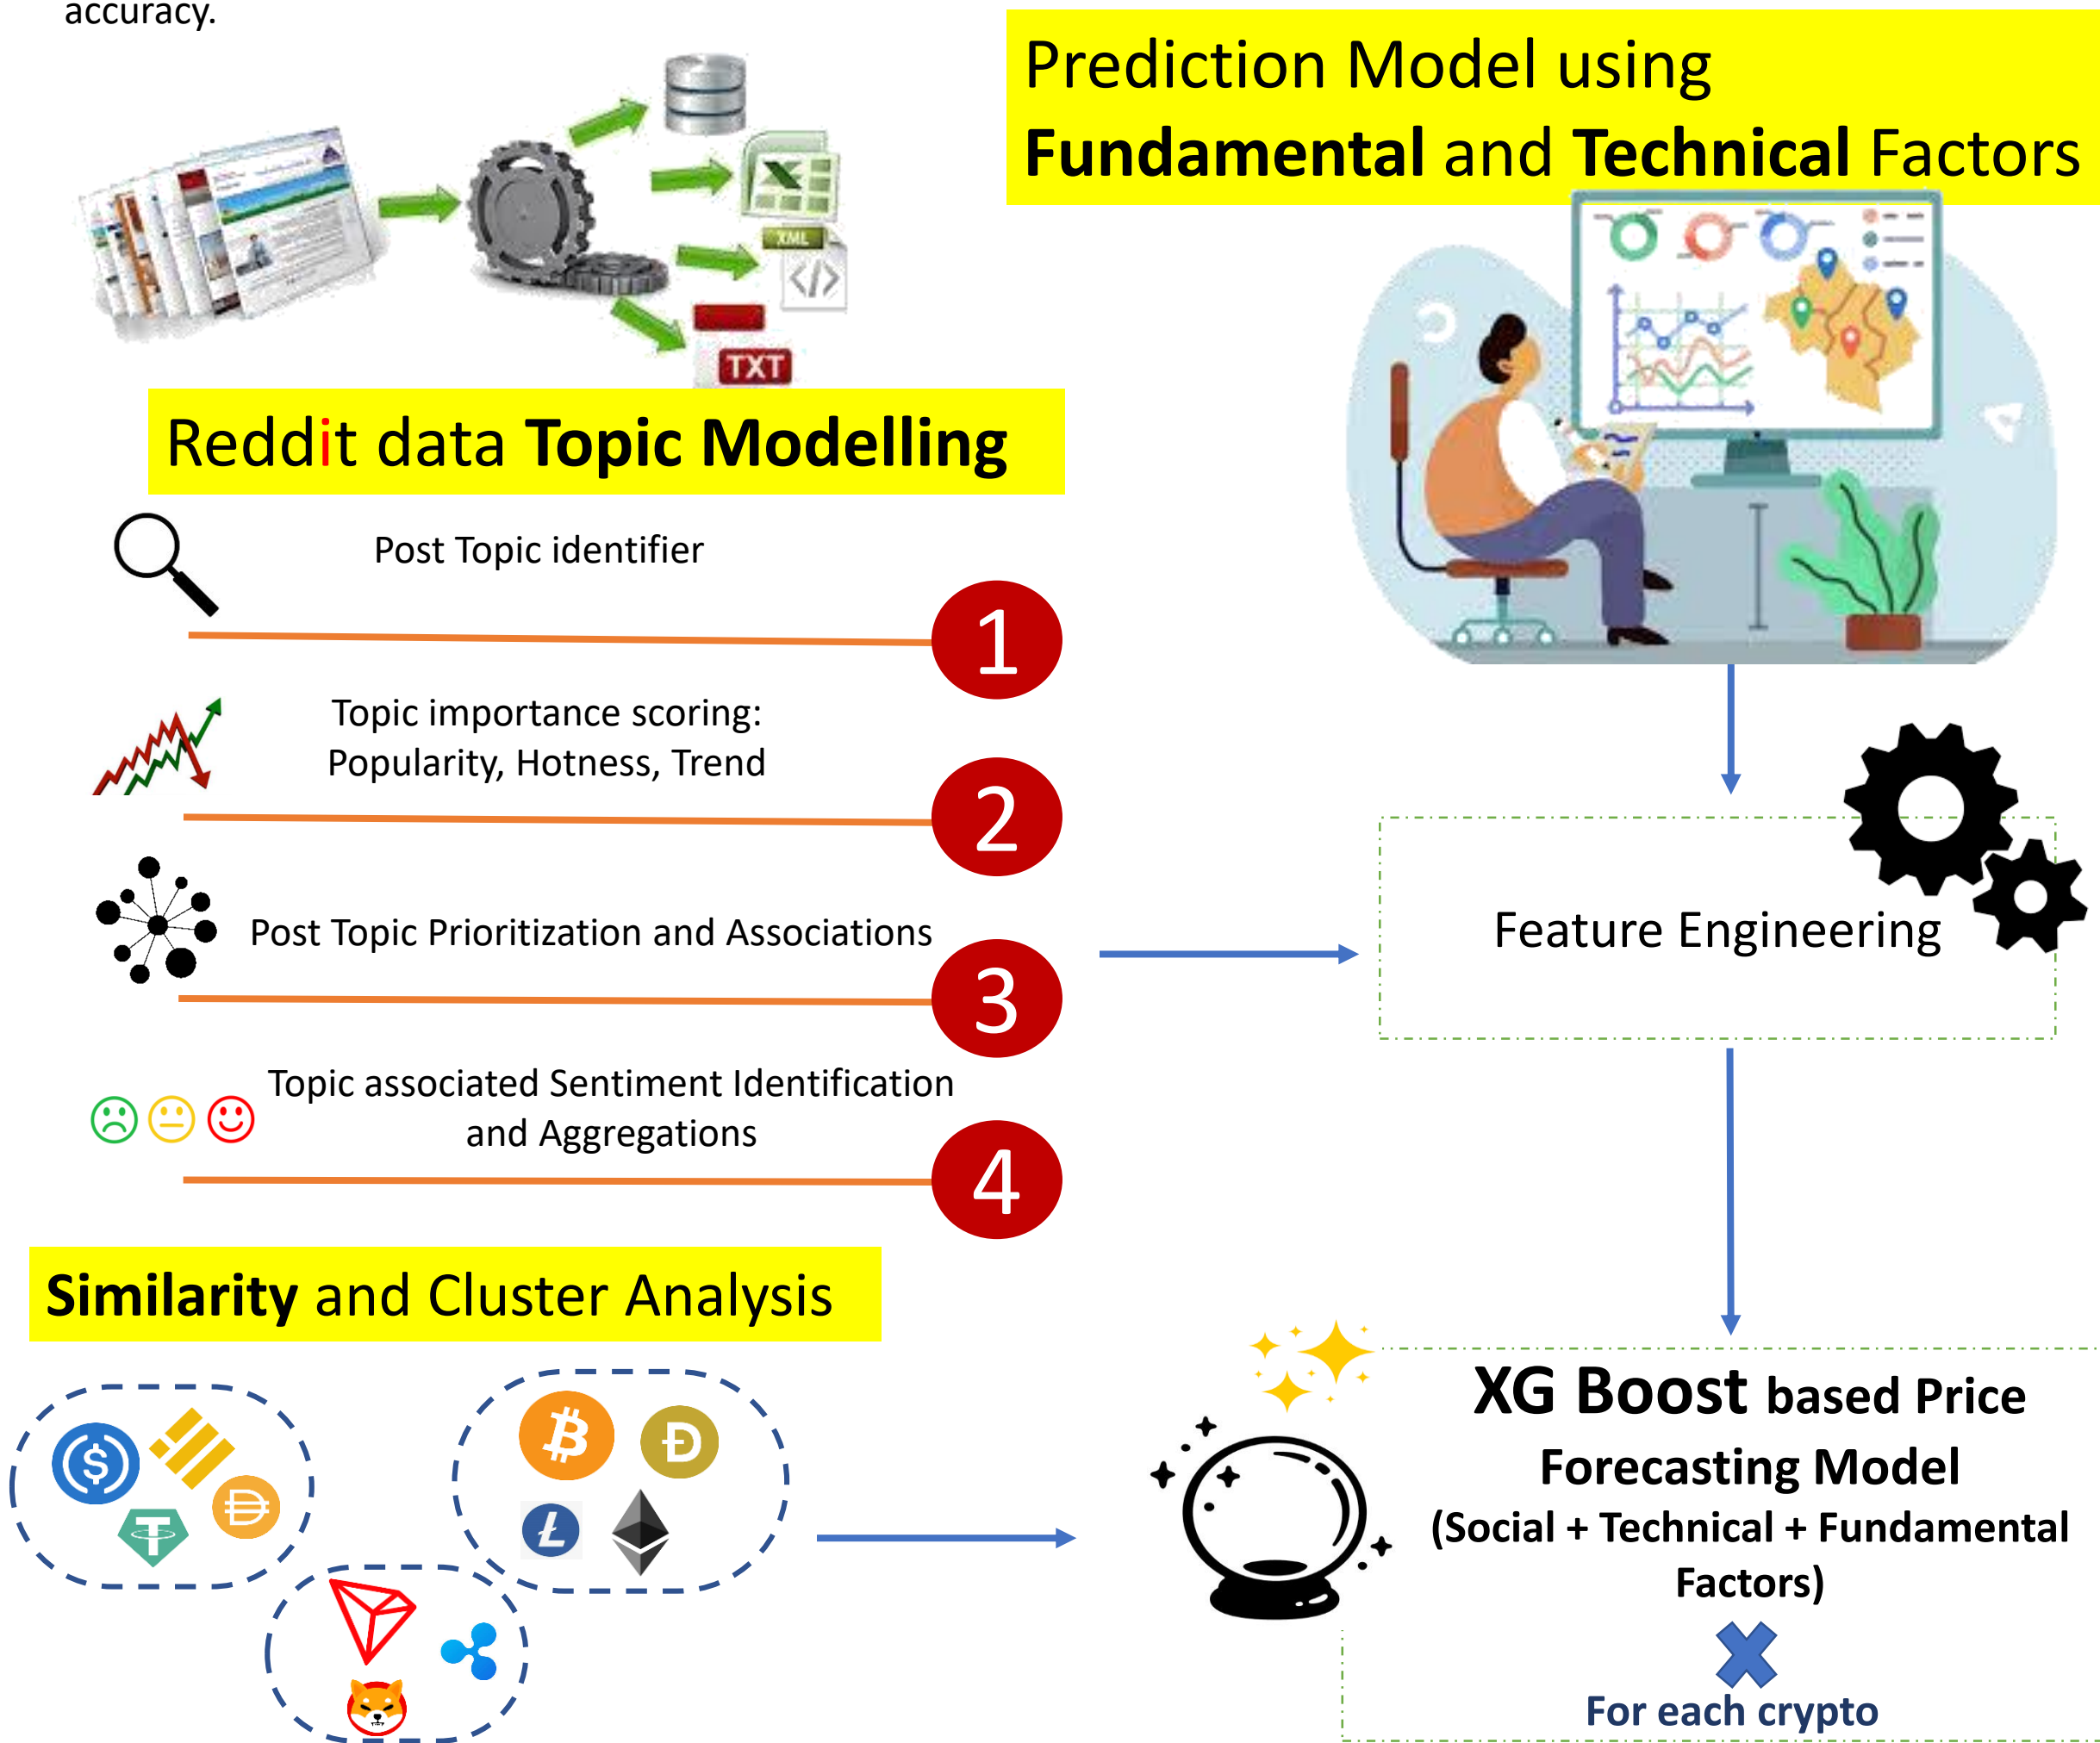 accuracy.
XML
</>
TXT
Reddit data Topic Modelling
Post Topic identifier
1
Topic importance scoring:
Popularity, Hotness, Trend
2
Post Topic Prioritization and Associations
3
Topic associated Sentiment Identification
and Aggregations
4
Similarity and Cluster Analysis
Prediction Model using
Fundamental and Technical Factors
Feature Engineering
XG Boost based Price
Forecasting Model
(Social + Technical + Fundamental
Factors)
For each crypto